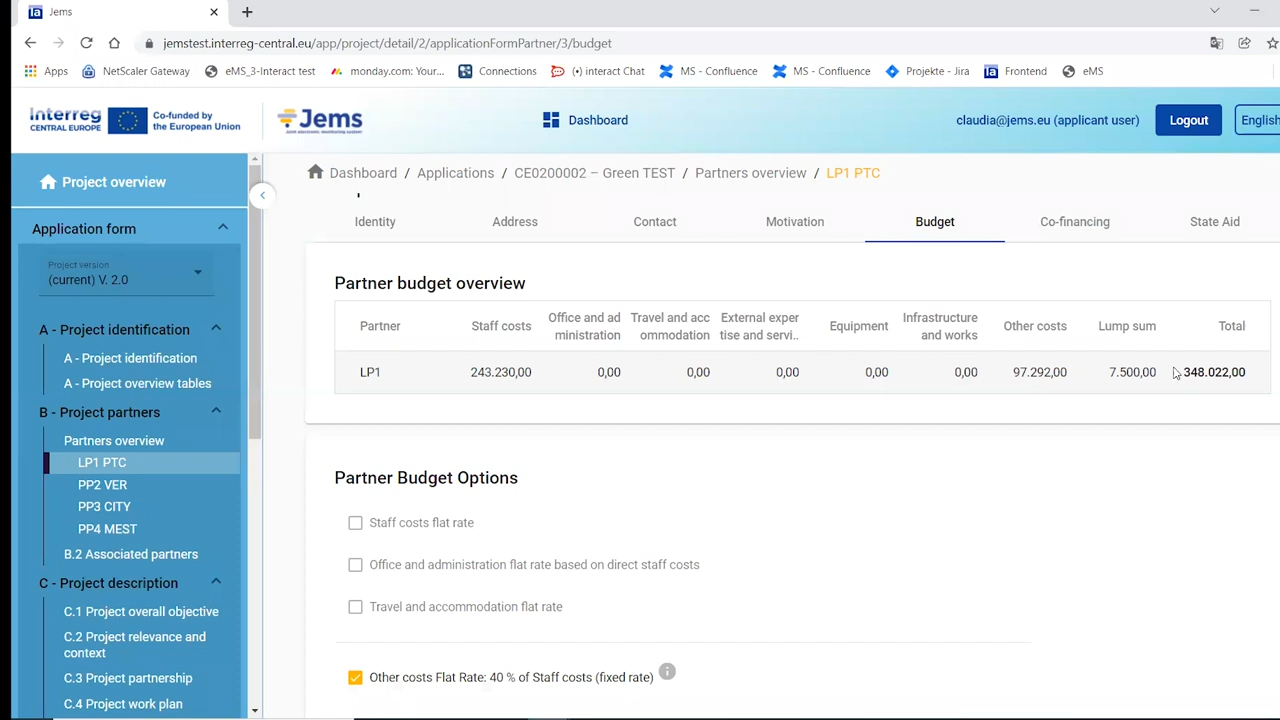 Jems
jemstest.interreg-central.eu/app/project/detail/2/applicationFormPartner/3/budget
Apps NetScaler Gateway eMS_3-Interact test monday.com: Your... Connections (•) interact Chat MS - Confluence MS - Confluence Projekte - Jira Frontend eMS
Interreg
CENTRAL EUROPE
Co-funded by
the European Union
Jems
Joint electronic monitoring system
Dashboard
claudia@jems.eu (applicant user)
Logout
English
Project overview
Dashboard / Applications / CE0200002 – Green TEST / Partners overview / LP1 PTC
Application form
Project version
(current) V. 2.0
A - Project identification
A - Project identification
A - Project overview tables
B - Project partners
Partners overview
LP1 PTC
PP2 VER
PP3 CITY
PP4 MEST
B.2 Associated partners
C - Project description
C.1 Project overall objective
C.2 Project relevance and
context
C.3 Project partnership
C.4 Project work plan
Identity Address Contact Motivation Budget Co-financing State Aid
Partner budget overview
Partner Staff costs Office and ad
ministration Travel and acc
ommodation External exper
tise and servi.. Equipment Infrastructure
and works Other costs Lump sum Total
LP1 243.230,00 0,00 0,00 0,00 0,00 0,00 97.292,00 7.500,00 348.022,00
Partner Budget Options
Staff costs flat rate
Office and administration flat rate based on direct staff costs
Travel and accommodation flat rate
Other costs Flat Rate: 40 % of Staff costs (fixed rate)